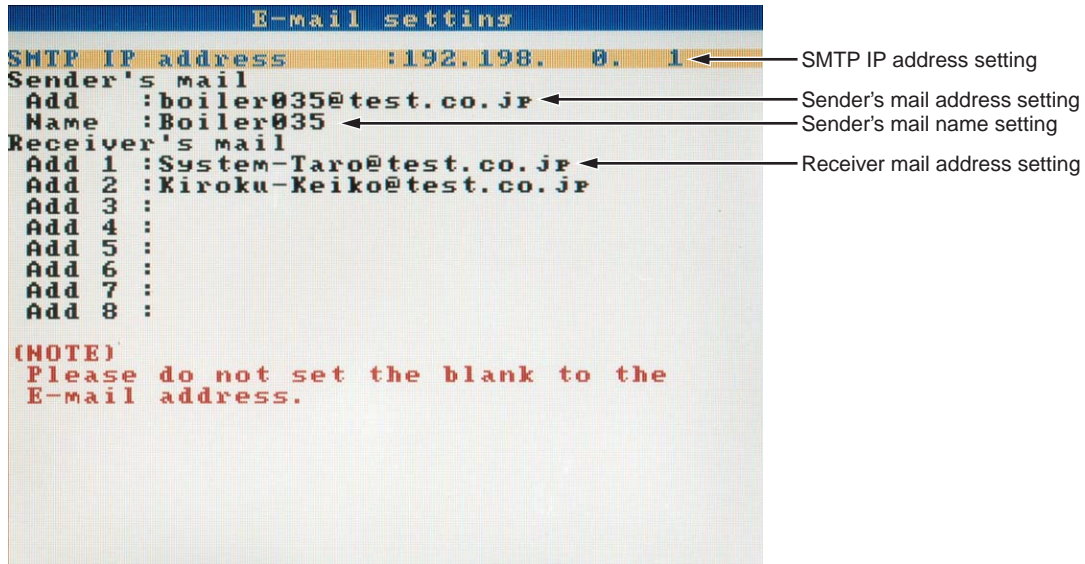 E-mail setting
SMTP IP address :192.198. 0. 1
SMTP IP address setting
Sender's mail
Add :boiler035@test.co.jp
Sender's mail address setting
Name :Boiler035
Sender's mail name setting
Receiver's mail
Add 1 :System-Taro@test.co.jp
Receiver mail address setting
Add 2 :Kiroku-Keiko@test.co.jp
Add 3 :
Add 4 :
Add 5 :
Add 6 :
Add 7 :
Add 8 :
(NOTE)
Please do not set the blank to the
E-mail address.